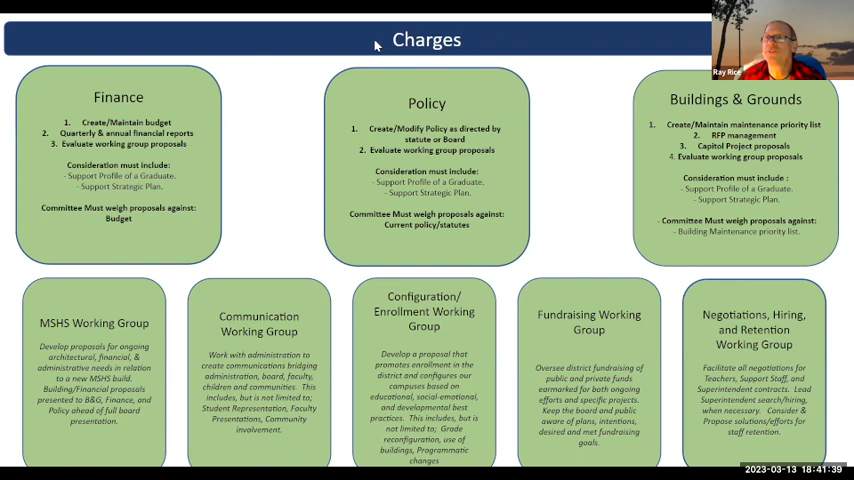 Charges
Ray Rice
Finance
1. Create/Maintain budget
2. Quarterly & annual financial reports
3. Evaluate working group proposals
Consideration must include:
- Support Profile of a Graduate.
- Support Strategic Plan.
Committee Must weigh proposals against:
Budget
Policy
1. Create/Modify Policy as directed by
statute or Board
2. Evaluate working group proposals
Consideration must include:
- Support Profile of a Graduate.
- Support Strategic Plan.
Committee Must weigh proposals against:
Current policy/statutes
Buildings & Grounds
1. Create/Maintain maintenance priority list
2. RFP management
3. Capitol Project proposals
4. Evaluate working group proposals
Consideration must include :
- Support Profile of a Graduate.
- Support Strategic Plan.
- Committee Must weigh proposals against:
- Building Maintenance priority list.
MSHS Working Group
Develop proposals for ongoing
architectural, financial, &
administrative needs in relation
to a new MSHS build.
Building/Financial proposals
presented to B&G, Finance, and
Policy ahead of full board
presentation.
Communication
Working Group
Work with administration to
create communications bridging
administration, board, faculty,
children and communities. This
includes, but is not limited to;
Student Representation, Faculty
Presentations, Community
involvement.
Configuration/
Enrollment Working
Group
Develop a proposal that
promotes enrollment in the
district and configures our
campuses based on
educational, social-emotional,
and developmental best
practices. This includes, but is
not limited to; Grade
reconfiguration, use of
buildings, Programmatic
changes
Fundraising Working
Group
Oversee district fundraising of
public and private funds
earmarked for both ongoing
efforts and specific projects.
Keep the board and public
aware of plans, intentions,
desired and met fundraising
goals.
Negotiations, Hiring,
and Retention
Working Group
Facilitate all negotiations for
Teachers, Support Staff, and
Superintendent contracts. Lead
Superintendent search/hiring,
when necessary. Consider &
Propose solutions/efforts for
staff retention.
2023-03-13 18:41:39